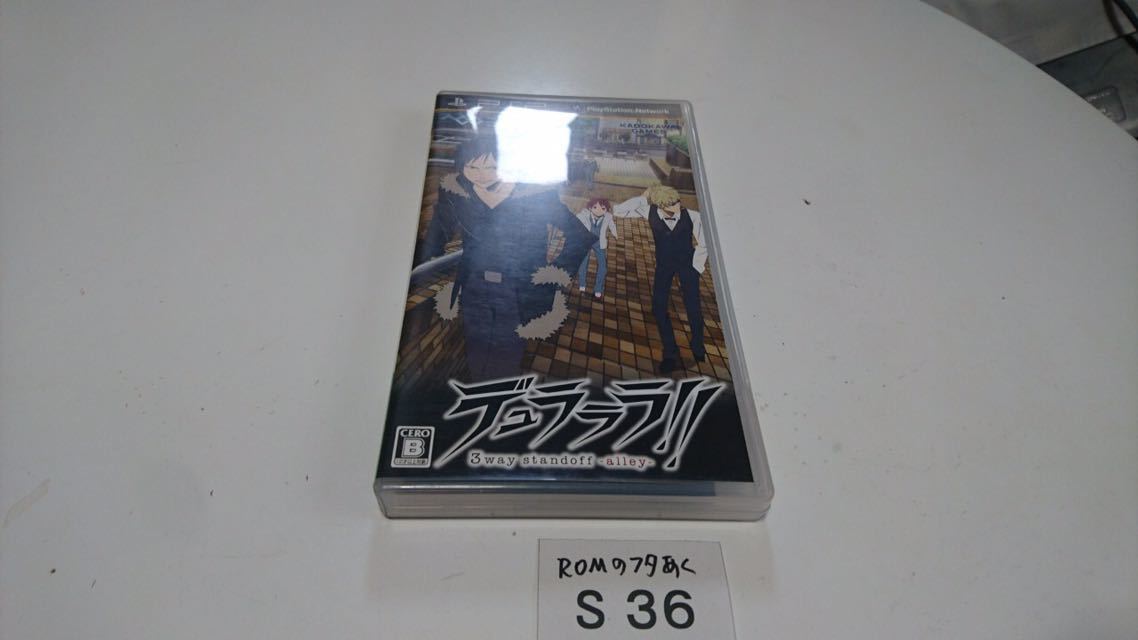 PlayStation Network
KADOKAWA
GAMES
デュラララ!!
3way standoff -alley-
CERO
B
ROMのフタあく
S 36